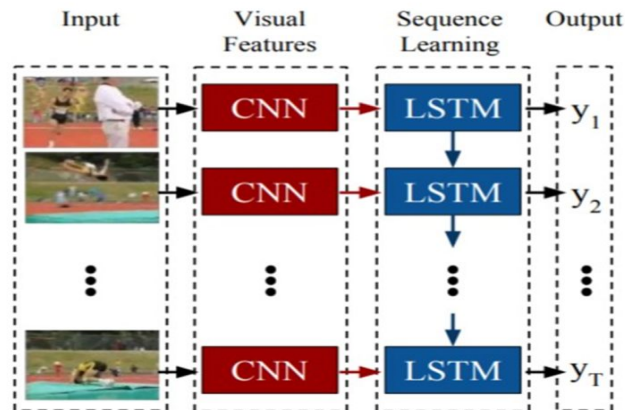 Input
Visual
Features
Sequence
Learning
Output
CNN
LSTM
y1
CNN
LSTM
y2
CNN
LSTM
yT